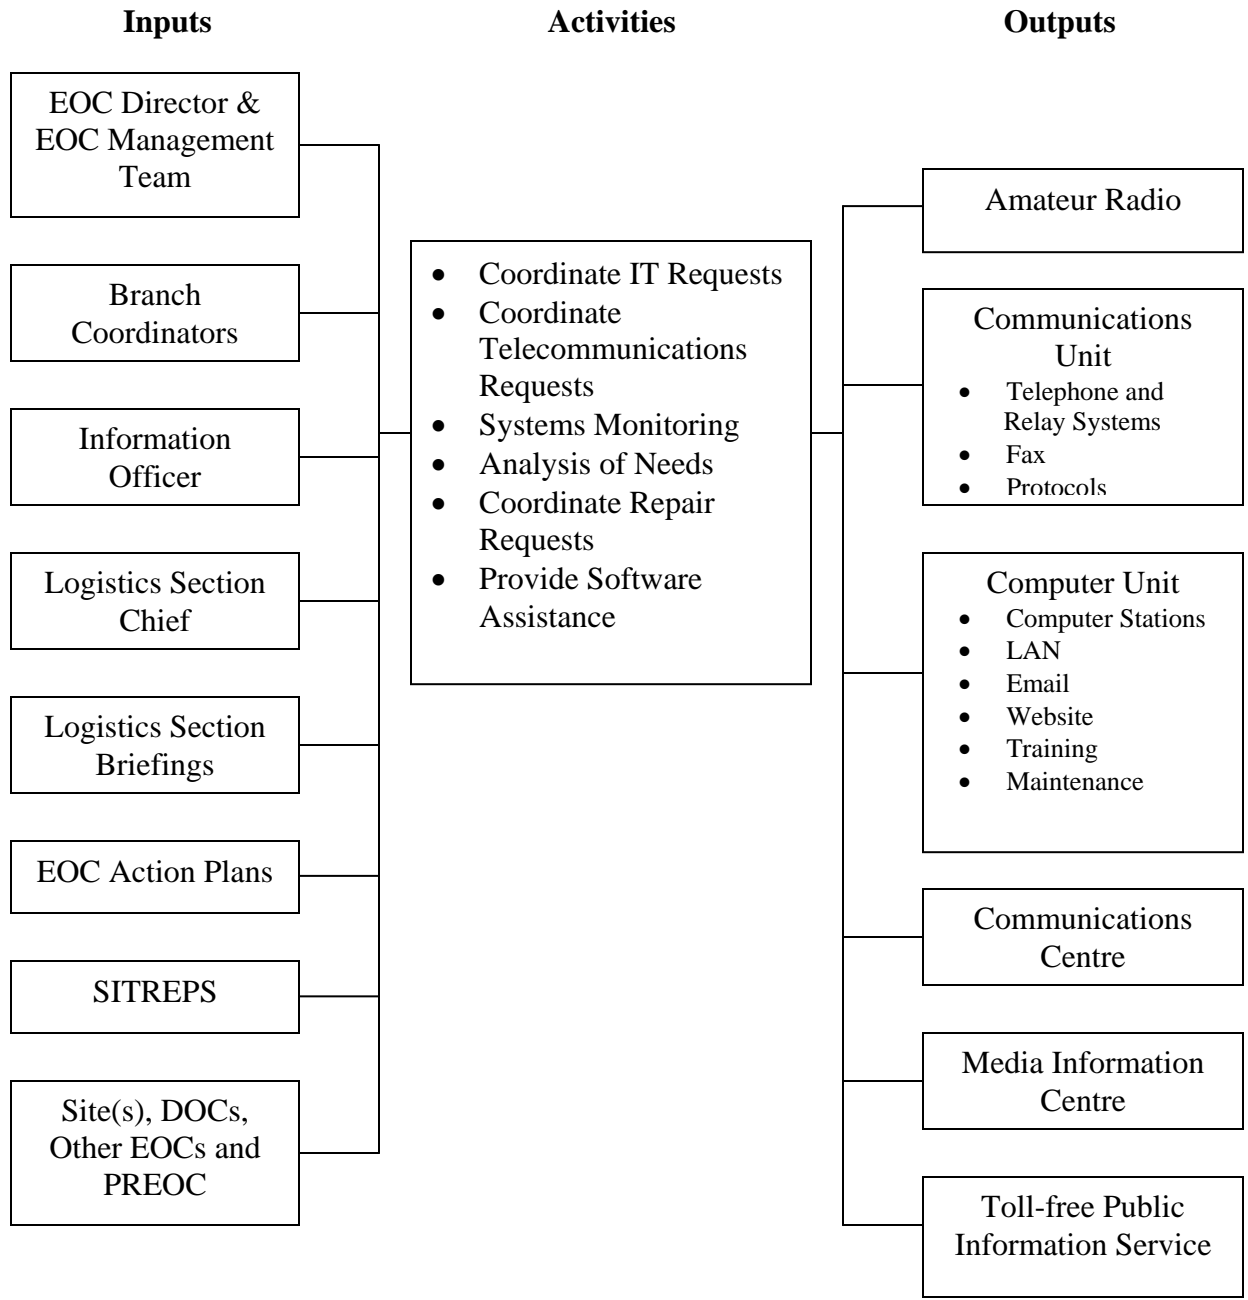 Inputs
Activities
Outputs
EOC Director &
EOC Management
Team
Branch
Coordinators
Information
Officer
Logistics Section
Chief
Logistics Section
Briefings
EOC Action Plans
SITREPS
Site(s), DOCs,
Other EOCs and
PREOC
• Coordinate IT Requests
• Coordinate
Telecommunications
Requests
• Systems Monitoring
• Analysis of Needs
• Coordinate Repair
Requests
• Provide Software
Assistance
Amateur Radio
Communications
Unit
• Telephone and
Relay Systems
• Fax
• Protocols
Computer Unit
• Computer Stations
• LAN
• Email
• Website
• Training
• Maintenance
Communications
Centre
Media Information
Centre
Toll-free Public
Information Service